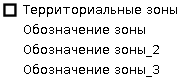 Территориальные зоны
Обозначение зоны
Обозначение зоны_2
Обозначение зоны_3